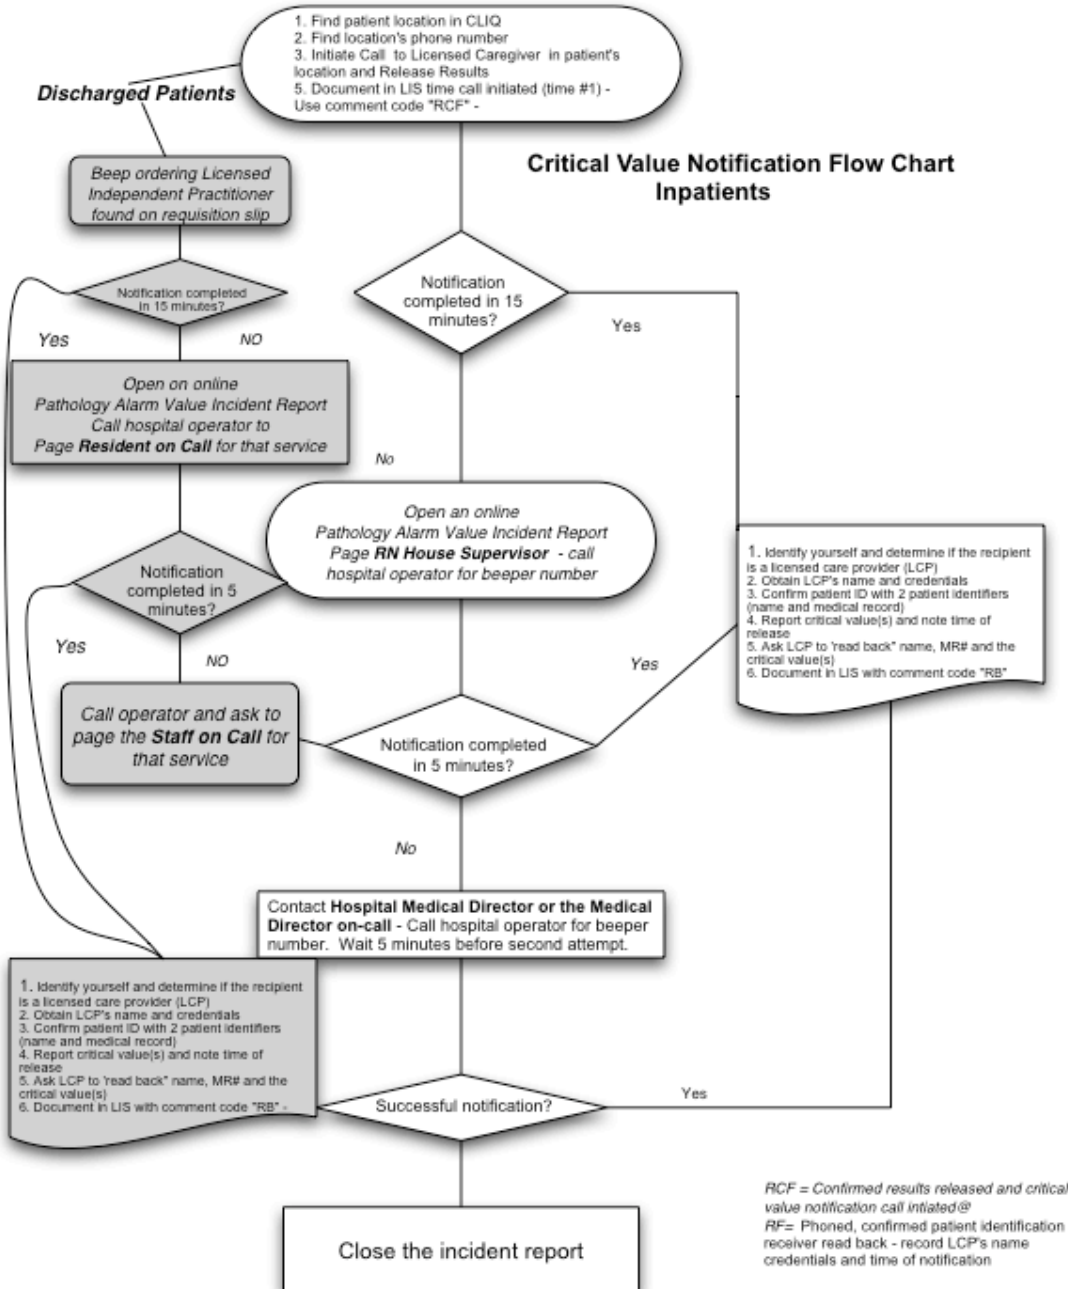 1. Find patient location in CLIQ
2. Find location's phone number
3. Initiate Call to Licensed Caregiver in patient's
location and Release Results
5. Document in LIS time call initiated (time #1) -
Use comment code "RCF" -
Discharged Patients
Critical Value Notification Flow Chart
Inpatients
Beep ordering Licensed
Independent Practitioner
found on requisition slip
Notification completed
in 15 minutes?
Yes
NO
Open on online
Pathology Alarm Value Incident Report
Call hospital operator to
Page Resident on Call for that service
Notification
completed in 5
minutes?
Yes
NO
Call operator and ask to
page the Staff on Call for
that service
Notification
completed in 15
minutes?
Yes
No
Open an online
Pathology Alarm Value Incident Report
Page RN House Supervisor - call
hospital operator for beeper number
Notification completed
in 5 minutes?
Yes
No
1. Identify yourself and determine if the recipient
is a licensed care provider (LCP)
2. Obtain LCP's name and credentials
3. Confirm patient ID with 2 patient identifiers
(name and medical record)
4. Report critical value(s) and note time of
release
5. Ask LCP to 'read back" name, MR# and the
critical value(s)
6. Document in LIS with comment code "RB"
Contact Hospital Medical Director or the Medical
Director on-call - Call hospital operator for beeper
number. Wait 5 minutes before second attempt.
1. Identify yourself and determine if the recipient
is a licensed care provider (LCP)
2. Obtain LCP's name and credentials
3. Confirm patient ID with 2 patient identifiers
(name and medical record)
4. Report critical value(s) and note time of
release
5. Ask LCP to 'read back" name, MR# and the
critical value(s)
6. Document in LIS with comment code "RB" -
Successful notification?
Yes
Close the incident report
RCF = Confirmed results released and critical
value notification call intiated@
RF= Phoned, confirmed patient identification
receiver read back - record LCP's name
credentials and time of notification